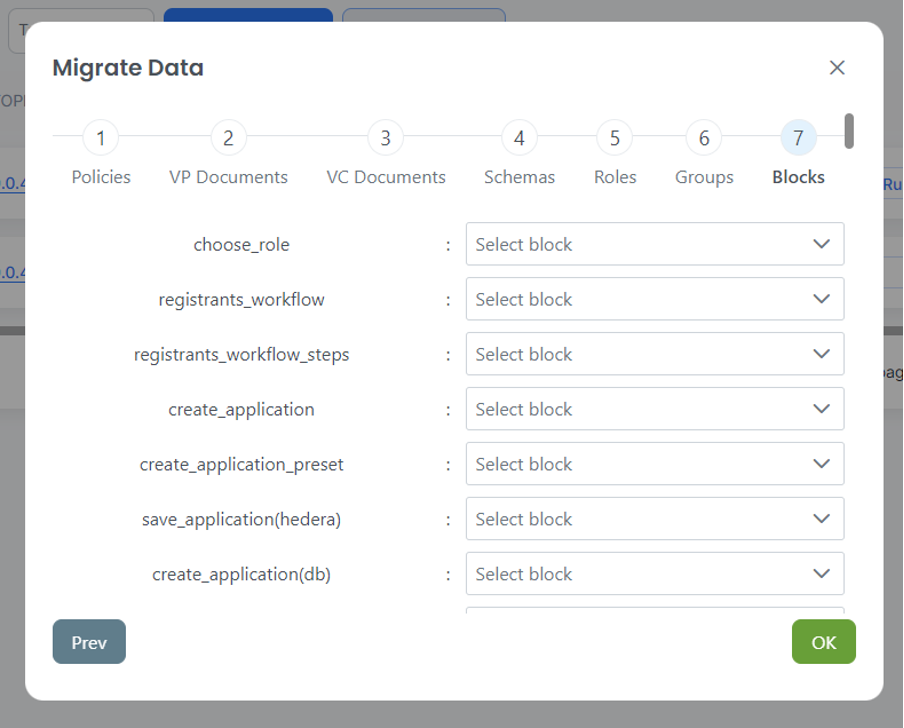 Migrate Data
1 2 3 4 5 6 7
Policies VP Documents VC Documents Schemas Roles Groups Blocks
choose_role : Select block
registrants_workflow : Select block
registrants_workflow_steps : Select block
create_application : Select block
create_application_preset : Select block
save_application(hedera) : Select block
create_application(db) : Select block
Prev OK